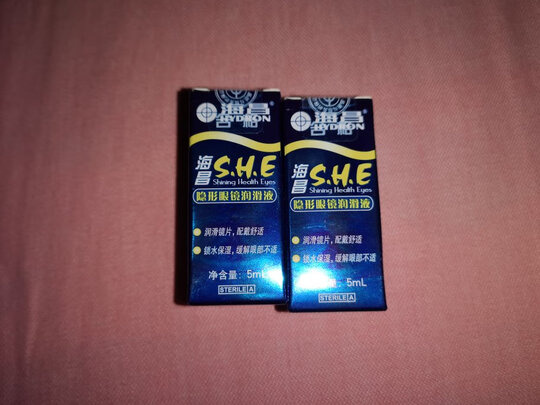 海昌®
HYDRON
海昌
S.H.E
Shining Health Eyes
隐形眼镜润滑液
润滑镜片，配戴舒适
锁水保湿，缓解眼部不适
净含量：5mL
STERILE A
海昌®
HYDRON
海昌
S.H.E
Shining Health Eyes
隐形眼镜润滑液
润滑镜片，配戴舒适
锁水保湿，缓解眼部不适
净含量：5mL
STERILE A